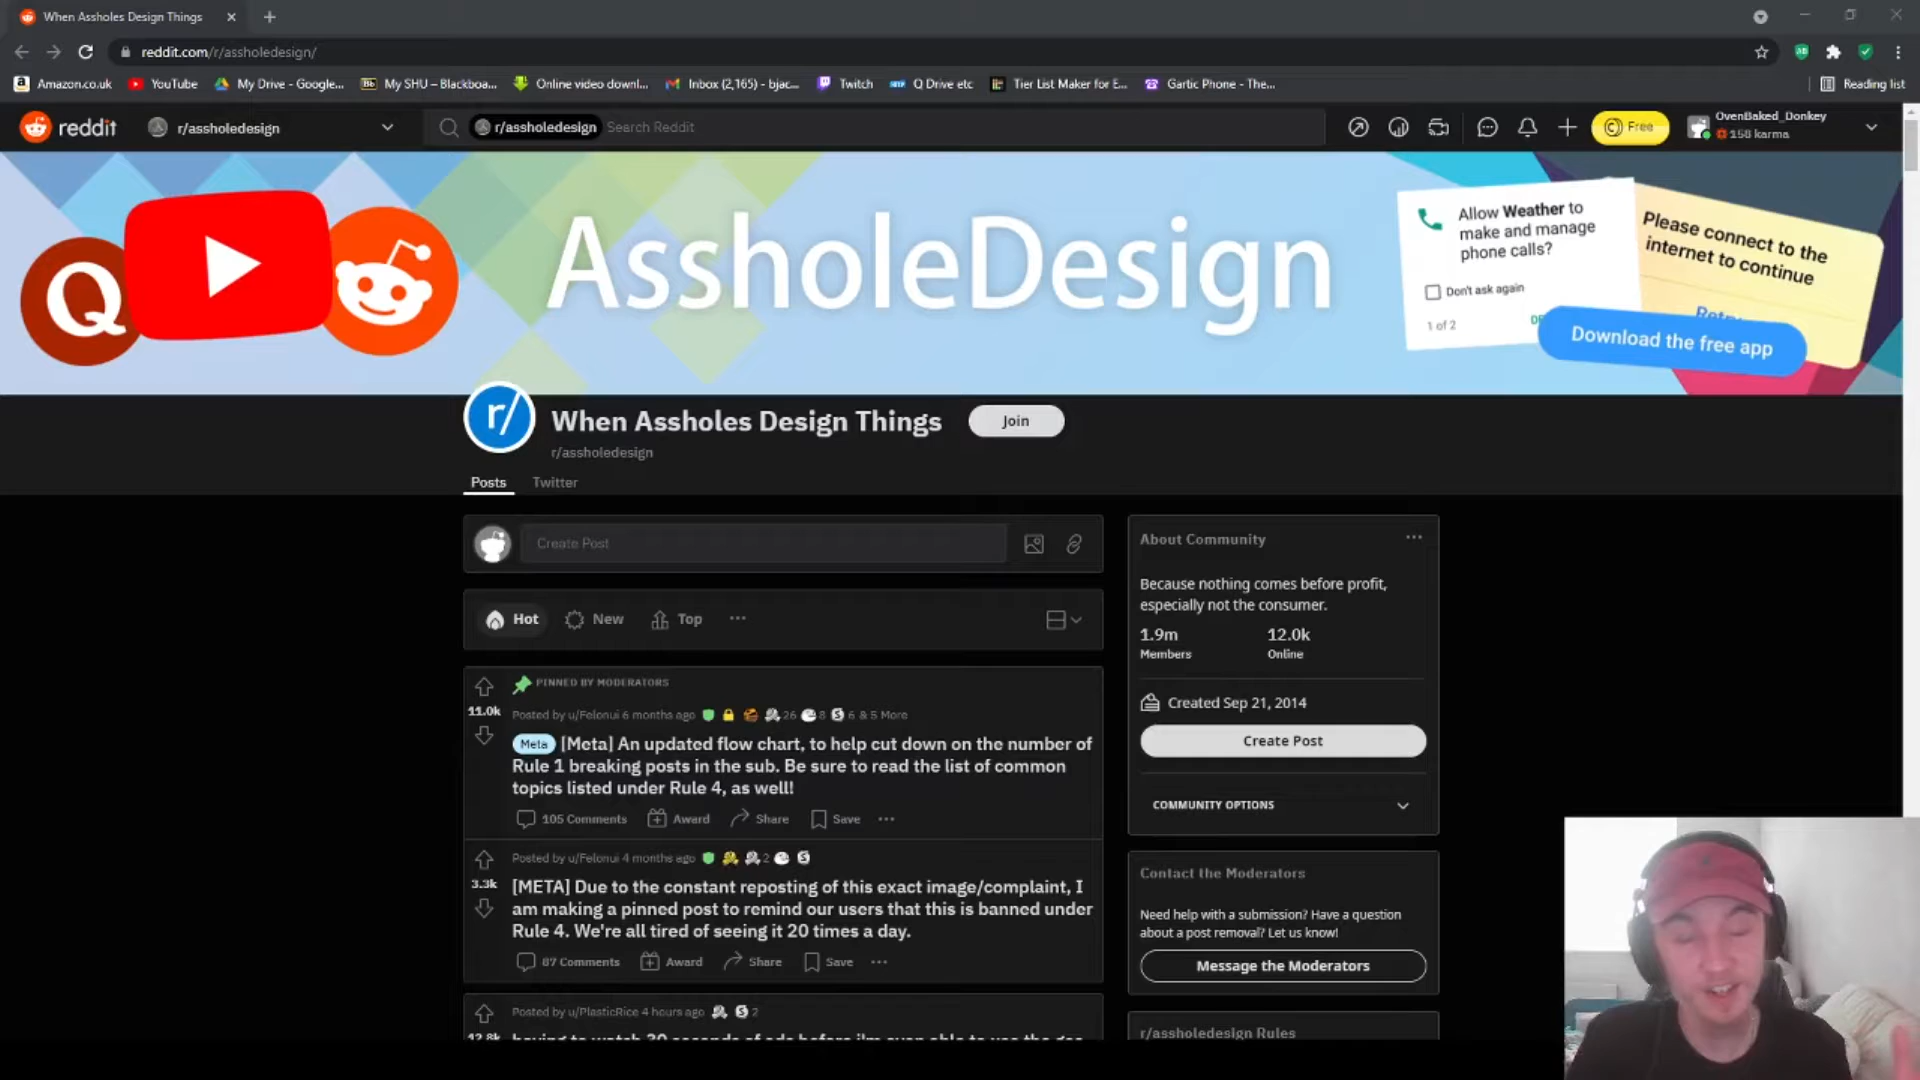 When Assholes Design Things
reddit.com/r/assholedesign/
Amazon.co.uk
YouTube
My Drive - Google...
My SHU – Blackboa...
Online video downl...
Inbox (2,165) - bjac...
Twitch
Q Drive etc
Tier List Maker for E...
Gartic Phone - The...
Reading list
reddit
r/assholedesign
r/assholedesign Search Reddit
Free
OvenBaked_Donkey
158 karma
Q
AssholeDesign
Allow Weather to
make and manage
phone calls?
Don't ask again
1 of 2
Please connect to the
internet to continue
Download the free app
r/
When Assholes Design Things
Join
r/assholedesign
Posts
Twitter
Create Post
Hot
New
Top
PINNED BY MODERATORS
11.0k
Posted by u/Felonui 6 months ago 26 8 6 & 5 More
Meta [Meta] An updated flow chart, to help cut down on the number of
Rule 1 breaking posts in the sub. Be sure to read the list of common
topics listed under Rule 4, as well!
105 Comments
Award
Share
Save
Posted by u/Felonui 4 months ago 2
3.3k
[META] Due to the constant reposting of this exact image/complaint, I
am making a pinned post to remind our users that this is banned under
Rule 4. We're all tired of seeing it 20 times a day.
87 Comments
Award
Share
Save
Posted by u/PlasticRice 4 hours ago 2
About Community
Because nothing comes before profit,
especially not the consumer.
1.9m
Members
12.0k
Online
Created Sep 21, 2014
Create Post
COMMUNITY OPTIONS
Contact the Moderators
Need help with a submission? Have a question
about a post removal? Let us know!
Message the Moderators
r/assholedesign Rules